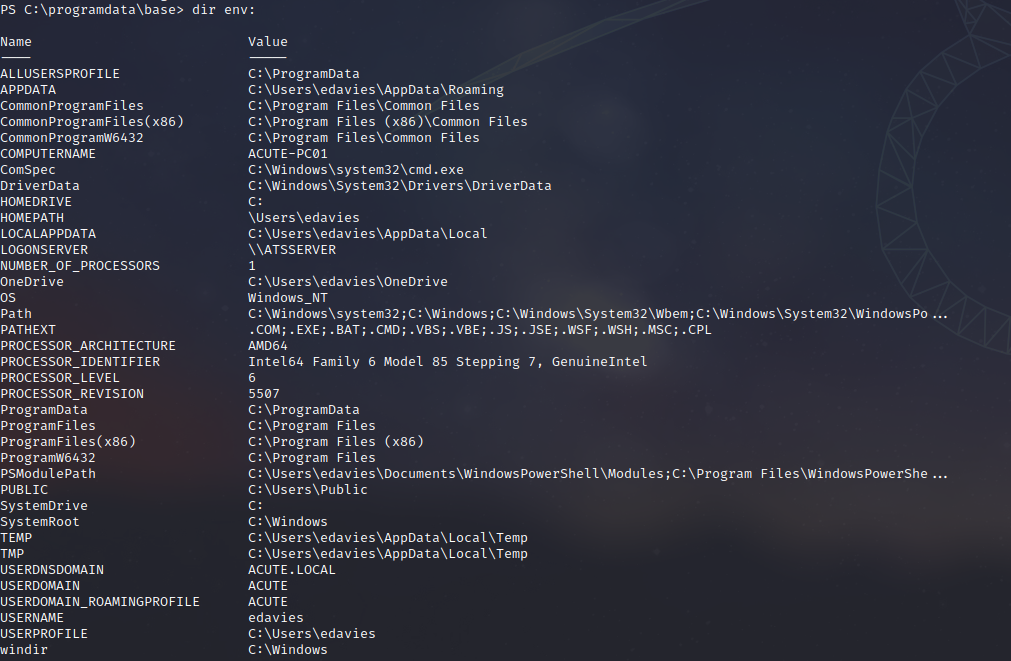 PS C:\programdata\base> dir env:
Name Value
---- -----
ALLUSERSPROFILE C:\ProgramData
APPDATA C:\Users\edavies\AppData\Roaming
CommonProgramFiles C:\Program Files\Common Files
CommonProgramFiles(x86) C:\Program Files (x86)\Common Files
CommonProgramW6432 C:\Program Files\Common Files
COMPUTERNAME ACUTE-PC01
ComSpec C:\Windows\system32\cmd.exe
DriverData C:\Windows\System32\Drivers\DriverData
HOMEDRIVE C:
HOMEPATH \Users\edavies
LOCALAPPDATA C:\Users\edavies\AppData\Local
LOGONSERVER \\ATSSERVER
NUMBER_OF_PROCESSORS 1
OneDrive C:\Users\edavies\OneDrive
OS Windows_NT
Path C:\Windows\system32;C:\Windows;C:\Windows\System32\Wbem;C:\Windows\System32\WindowsPo...
PATHEXT .COM;.EXE;.BAT;.CMD;.VBS;.VBE;.JS;.JSE;.WSF;.WSH;.MSC;.CPL
PROCESSOR_ARCHITECTURE AMD64
PROCESSOR_IDENTIFIER Intel64 Family 6 Model 85 Stepping 7, GenuineIntel
PROCESSOR_LEVEL 6
PROCESSOR_REVISION 5507
ProgramData C:\ProgramData
ProgramFiles C:\Program Files
ProgramFiles(x86) C:\Program Files (x86)
ProgramW6432 C:\Program Files
PSModulePath C:\Users\edavies\Documents\WindowsPowerShell\Modules;C:\Program Files\WindowsPowerShe...
PUBLIC C:\Users\Public
SystemDrive C:
SystemRoot C:\Windows
TEMP C:\Users\edavies\AppData\Local\Temp
TMP C:\Users\edavies\AppData\Local\Temp
USERDNSDOMAIN ACUTE.LOCAL
USERDOMAIN ACUTE
USERDOMAIN_ROAMINGPROFILE ACUTE
USERNAME edavies
USERPROFILE C:\Users\edavies
windir C:\Windows